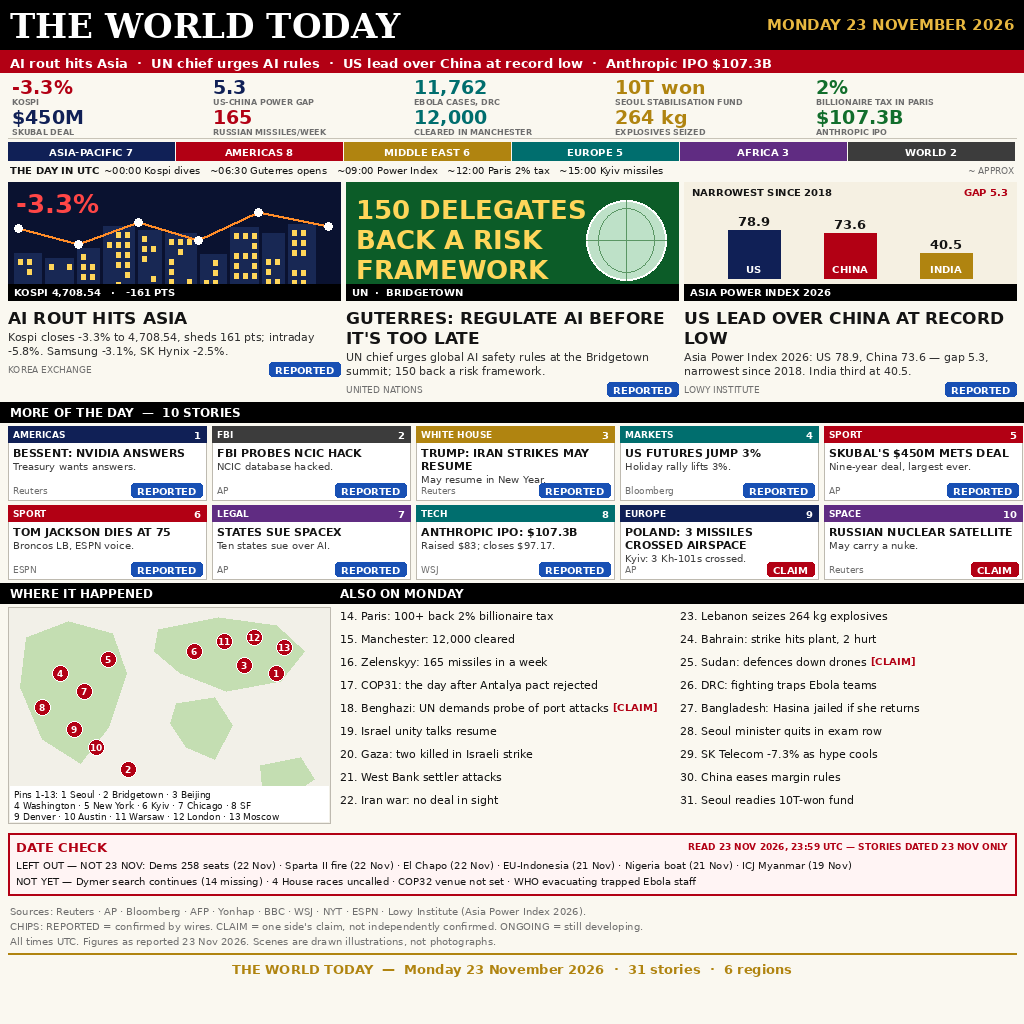 THE WORLD TODAY
MONDAY 23 NOVEMBER 2026
AI rout hits Asia · UN chief urges AI rules · US lead over China at record low · Anthropic IPO $107.3B
-3.3%
KOSPI
5.3
US-CHINA POWER GAP
11,762
EBOLA CASES, DRC
10T won
SEOUL STABILISATION FUND
2%
BILLIONAIRE TAX IN PARIS
$450M
SKUBAL DEAL
165
RUSSIAN MISSILES/WEEK
12,000
CLEARED IN MANCHESTER
264 kg
EXPLOSIVES SEIZED
$107.3B
ANTHROPIC IPO
ASIA-PACIFIC 7
AMERICAS 8
MIDDLE EAST 6
EUROPE 5
AFRICA 3
WORLD 2
THE DAY IN UTC ~00:00 Kospi dives ~06:30 Guterres opens ~09:00 Power Index ~12:00 Paris 2% tax ~15:00 Kyiv missiles
~ APPROX
-3.3%
KOSPI 4,708.54 · -161 PTS
150 DELEGATES
BACK A RISK
FRAMEWORK
UN · BRIDGETOWN
NARROWEST SINCE 2018
GAP 5.3
78.9
US
73.6
CHINA
40.5
INDIA
ASIA POWER INDEX 2026
AI ROUT HITS ASIA
Kospi closes -3.3% to 4,708.54, sheds 161 pts; intraday
-5.8%. Samsung -3.1%, SK Hynix -2.5%.
KOREA EXCHANGE
REPORTED
GUTERRES: REGULATE AI BEFORE
IT'S TOO LATE
UN chief urges global AI safety rules at the Bridgetown
summit; 150 back a risk framework.
UNITED NATIONS
REPORTED
US LEAD OVER CHINA AT RECORD
LOW
Asia Power Index 2026: US 78.9, China 73.6 — gap 5.3,
narrowest since 2018. India third at 40.5.
LOWY INSTITUTE
REPORTED
MORE OF THE DAY — 10 STORIES
AMERICAS 1
BESSENT: NVIDIA ANSWERS
Treasury wants answers.
Reuters
REPORTED
FBI 2
FBI PROBES NCIC HACK
NCIC database hacked.
AP
REPORTED
WHITE HOUSE 3
TRUMP: IRAN STRIKES MAY
RESUME
May resume in New Year.
Reuters
REPORTED
MARKETS 4
US FUTURES JUMP 3%
Holiday rally lifts 3%.
Bloomberg
REPORTED
SPORT 5
SKUBAL'S $450M METS DEAL
Nine-year deal, largest ever.
AP
REPORTED
SPORT 6
TOM JACKSON DIES AT 75
Broncos LB, ESPN voice.
ESPN
REPORTED
LEGAL 7
STATES SUE SPACEX
Ten states sue over AI.
AP
REPORTED
TECH 8
ANTHROPIC IPO: $107.3B
Raised $83; closes $97.17.
WSJ
REPORTED
EUROPE 9
POLAND: 3 MISSILES
CROSSED AIRSPACE
Kyiv: 3 Kh-101s crossed.
AP
CLAIM
SPACE 10
RUSSIAN NUCLEAR SATELLITE
May carry a nuke.
Reuters
CLAIM
WHERE IT HAPPENED
5
4
7
8
9
10
2
6
11
12
13
3
1
Pins 1-13: 1 Seoul · 2 Bridgetown · 3 Beijing
4 Washington · 5 New York · 6 Kyiv · 7 Chicago · 8 SF
9 Denver · 10 Austin · 11 Warsaw · 12 London · 13 Moscow
ALSO ON MONDAY
14. Paris: 100+ back 2% billionaire tax
15. Manchester: 12,000 cleared
16. Zelenskyy: 165 missiles in a week
17. COP31: the day after Antalya pact rejected
18. Benghazi: UN demands probe of port attacks [CLAIM]
19. Israel unity talks resume
20. Gaza: two killed in Israeli strike
21. West Bank settler attacks
22. Iran war: no deal in sight
23. Lebanon seizes 264 kg explosives
24. Bahrain: strike hits plant, 2 hurt
25. Sudan: defences down drones [CLAIM]
26. DRC: fighting traps Ebola teams
27. Bangladesh: Hasina jailed if she returns
28. Seoul minister quits in exam row
29. SK Telecom -7.3% as hype cools
30. China eases margin rules
31. Seoul readies 10T-won fund
DATE CHECK
READ 23 NOV 2026, 23:59 UTC — STORIES DATED 23 NOV ONLY
LEFT OUT — NOT 23 NOV: Dems 258 seats (22 Nov) · Sparta II fire (22 Nov) · El Chapo (22 Nov) · EU-Indonesia (21 Nov) · Nigeria boat (21 Nov) · ICJ Myanmar (19 Nov)
NOT YET — Dymer search continues (14 missing) · 4 House races uncalled · COP32 venue not set · WHO evacuating trapped Ebola staff
Sources: Reuters · AP · Bloomberg · AFP · Yonhap · BBC · WSJ · NYT · ESPN · Lowy Institute (Asia Power Index 2026).
CHIPS: REPORTED = confirmed by wires. CLAIM = one side's claim, not independently confirmed. ONGOING = still developing.
All times UTC. Figures as reported 23 Nov 2026. Scenes are drawn illustrations, not photographs.
THE WORLD TODAY — Monday 23 November 2026 · 31 stories · 6 regions